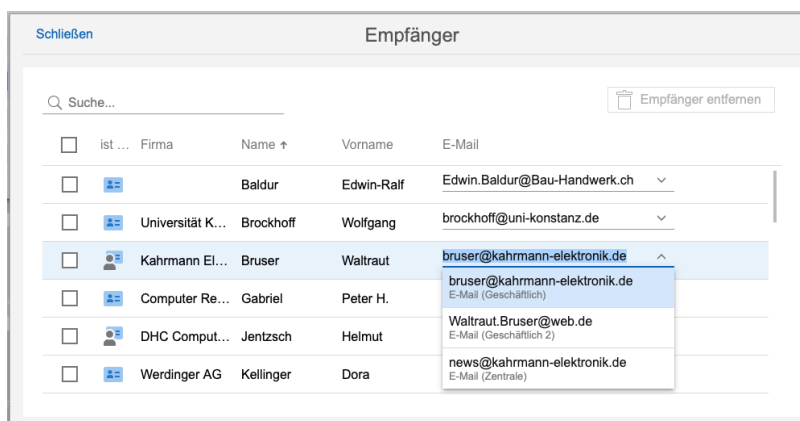 Schließen
Empfänger
Suche...
Empfänger entfernen
ist ... Firma Name ↑ Vorname E-Mail
Baldur Edwin-Ralf Edwin.Baldur@Bau-Handwerk.ch
Universität K... Brockhoff Wolfgang brockhoff@uni-konstanz.de
Kahrmann El... Bruser Waltraut bruser@kahrmann-elektronik.de
bruser@kahrmann-elektronik.de
E-Mail (Geschäftlich)
Computer Re... Gabriel Peter H.
Waltraut.Bruser@web.de
E-Mail (Geschäftlich 2)
DHC Comput... Jentzsch Helmut
news@kahrmann-elektronik.de
E-Mail (Zentrale)
Werdinger AG Kellinger Dora